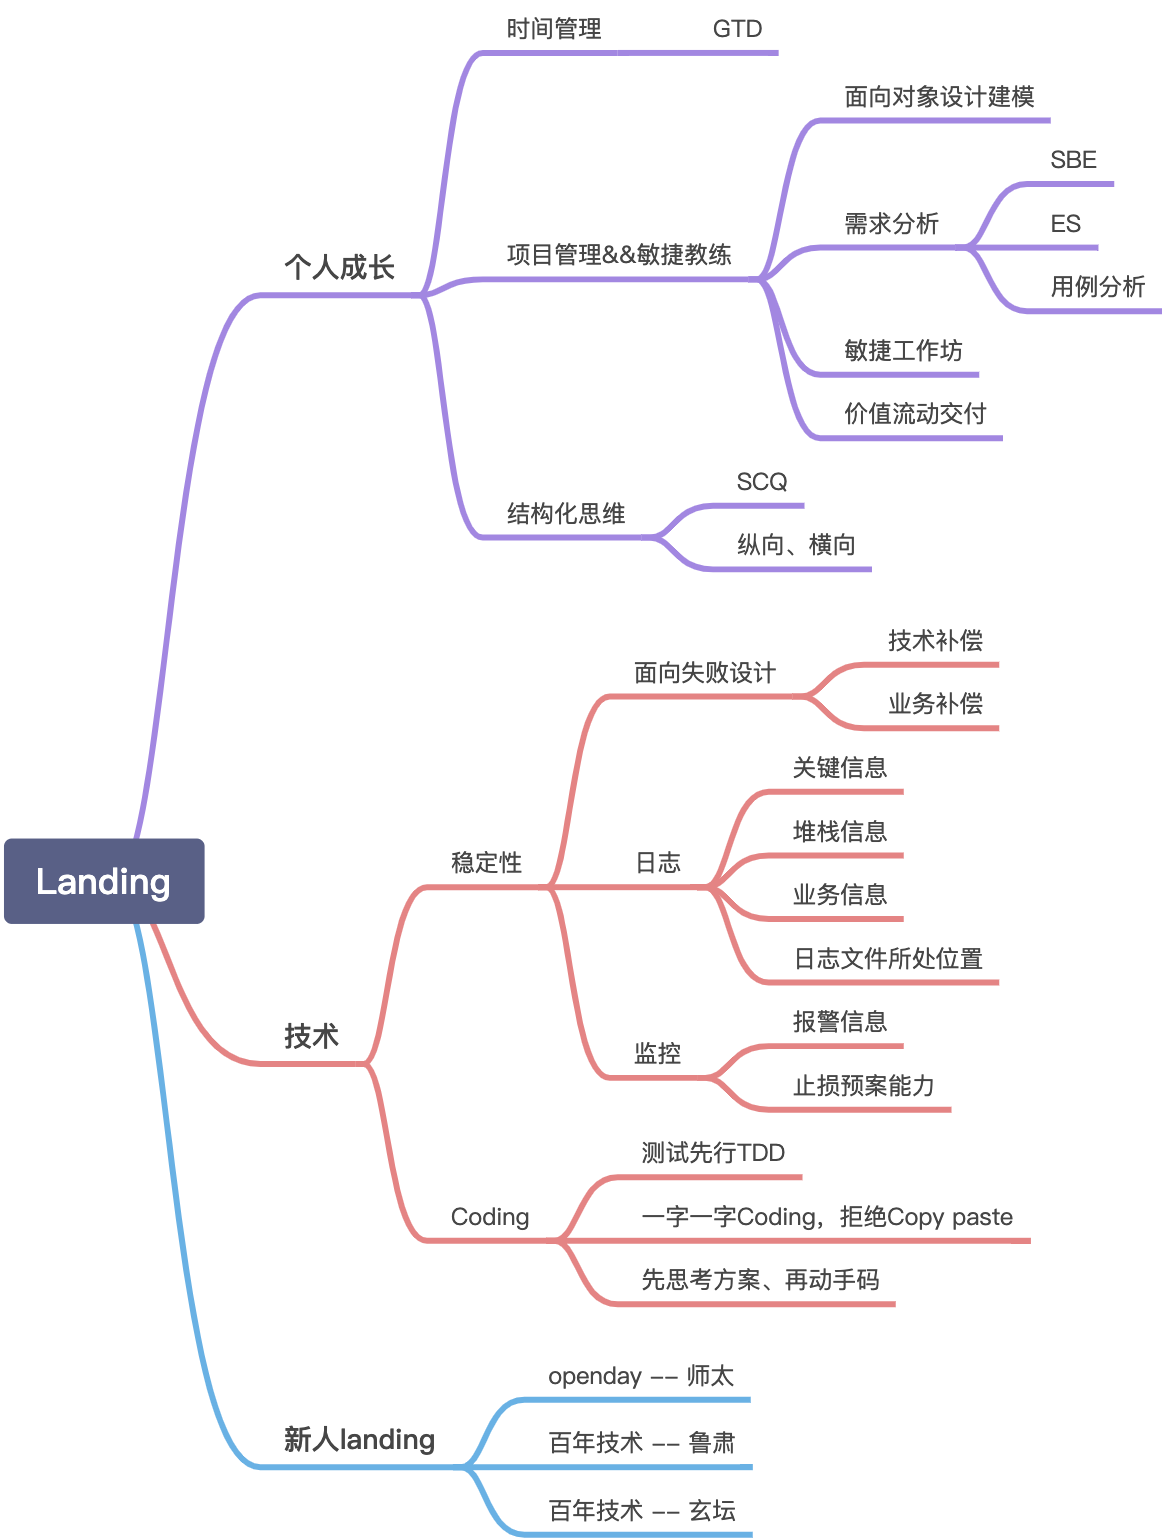 时间管理
GTD
面向对象设计建模
SBE
需求分析
ES
项目管理&&敏捷教练
个人成长
用例分析
敏捷工作坊
价值流动交付
SCQ
结构化思维
纵向、横向
技术补偿
面向失败设计
业务补偿
关键信息
堆栈信息
稳定性
日志
Landing
业务信息
日志文件所处位置
报警信息
技术
监控
止损预案能力
测试先行TDD
Coding
一字一字Coding，拒绝Copy paste
先思考方案、再动手码
openday -- 师太
新人landing
百年技术 -- 鲁肃
百年技术 -- 玄坛